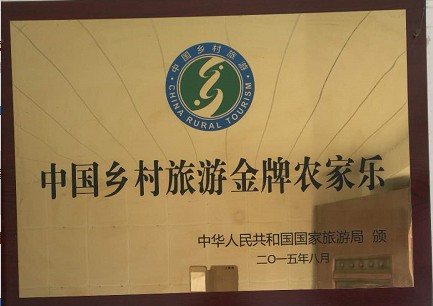 中国乡村旅游
CHINA RURAL TOURISM
中国乡村旅游金牌农家乐
中华人民共和国国家旅游局 颁
二〇一五年八月